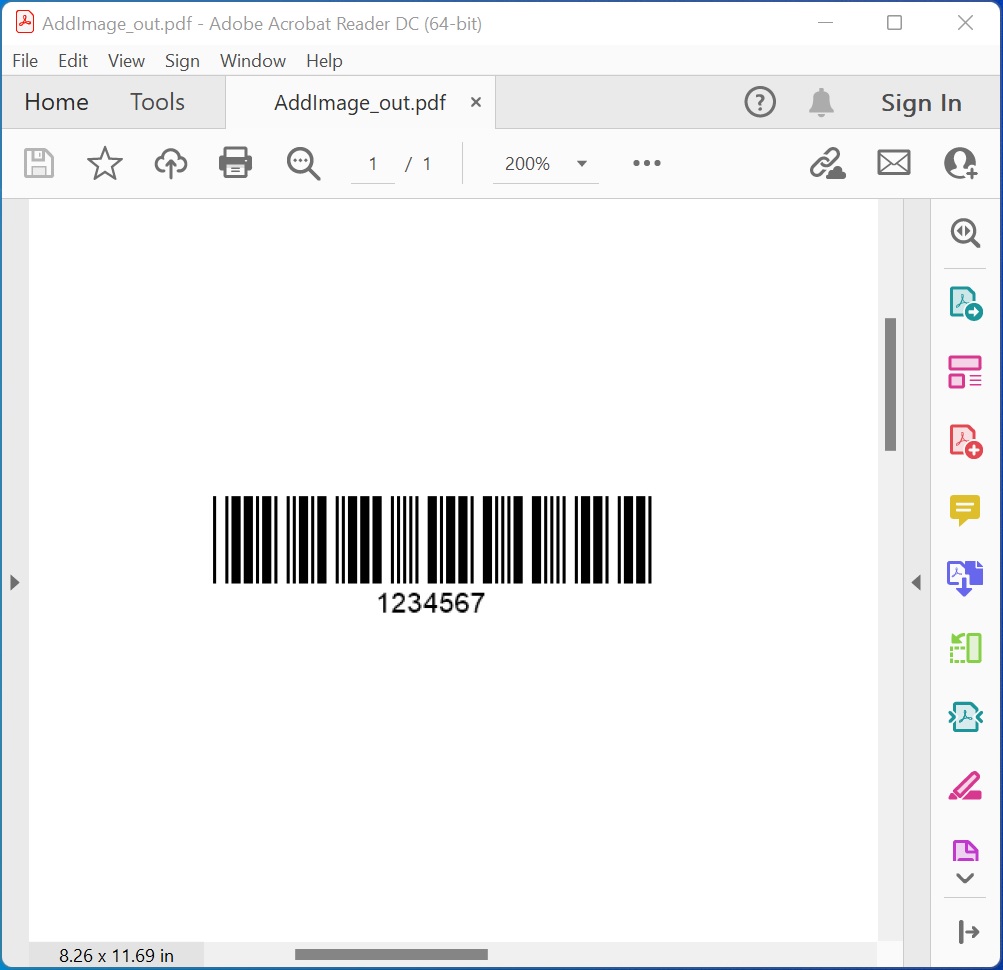 AddImage_out.pdf - Adobe Acrobat Reader DC (64-bit)
File Edit View Sign Window Help
Home Tools AddImage_out.pdf × ? Sign In
1 / 1 200%
1234567
8.26 x 11.69 in